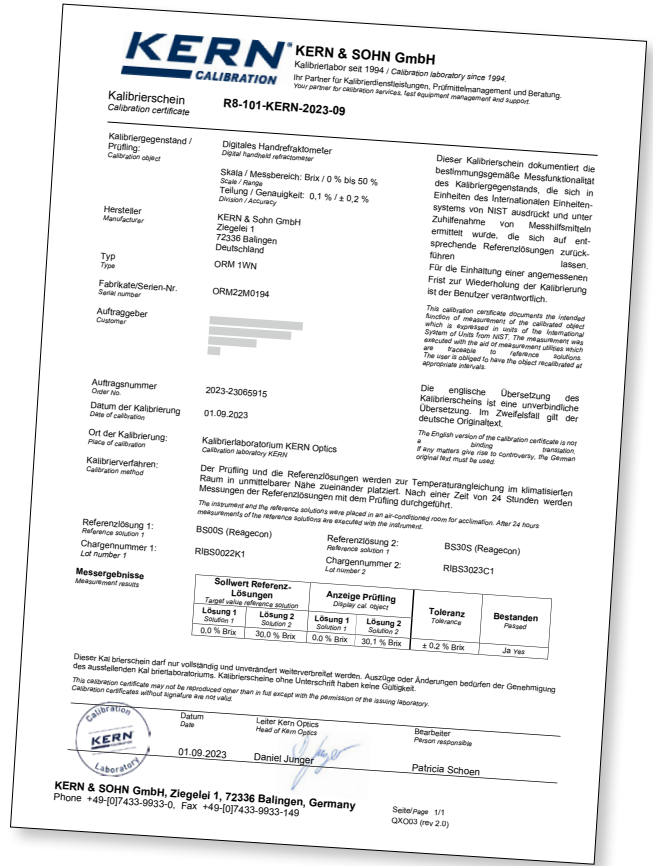 KERN
CALIBRATION
KERN & SOHN GmbH
Kalibrierlabor seit 1994 / Calibration laboratory since 1994.
Ihr Partner für Kalibrierdienstleistungen, Prüfmittelmanagement und Beratung.
Your partner for calibration services, test equipment management and support.
Kalibrierschein
Calibration certificate
R8-101-KERN-2023-09
Kalibriergegenstand /
Prüfling:
Calibration object
Digitales Handrefraktometer
Digital handheld refractometer
Skala / Messbereich: Brix / 0 % bis 50 %
Scale / Range
Teilung / Genauigkeit: 0,1 % / ± 0,2 %
Division / Accuracy
Hersteller
Manufacturer
KERN & Sohn GmbH
Ziegelei 1
72336 Balingen
Deutschland
Typ
Type
ORM 1WN
Fabrikate/Serien-Nr.
Serial number
ORM22M0194
Auftraggeber
Customer
Dieser Kalibrierschein dokumentiert die
bestimmungsgemäße Messfunktionalität
des Kalibriergegenstands, die sich in
Einheiten des Internationalen Einheiten-
systems von NIST ausdrückt und unter
Zuhilfenahme von Messhilfsmitteln
ermittelt wurde, die sich auf ent-
sprechende Referenzlösungen zurück-
führen lassen.
Für die Einhaltung einer angemessenen
Frist zur Wiederholung der Kalibrierung
ist der Benutzer verantwortlich.
This calibration certificate documents the intended
function of measurement of the calibrated object
which is expressed in units of the International
System of Units from NIST. The measurement was
executed with the aid of measurement utilities which
are traceable to reference solutions.
The user is obliged to have the object recalibrated at
appropriate intervals.
Auftragsnummer
Order No.
2023-23065915
Datum der Kalibrierung
Date of calibration
01.09.2023
Ort der Kalibrierung:
Place of calibration
Kalibrierlaboratorium KERN Optics
Calibration laboratory KERN
Die englische Übersetzung des
Kalibrierscheins ist eine unverbindliche
Übersetzung. Im Zweifelsfall gilt der
deutsche Originaltext.
The English version of the calibration certificate is not
a binding translation.
If any matters give rise to controversy, the German
original text must be used.
Kalibrierverfahren:
Calibration method
Der Prüfling und die Referenzlösungen werden zur Temperaturangleichung im klimatisierten
Raum in unmittelbarer Nähe zueinander platziert. Nach einer Zeit von 24 Stunden werden
Messungen der Referenzlösungen mit dem Prüfling durchgeführt.
The instrument and the reference solutions were placed in an air-conditioned room for acclimation. After 24 hours
measurements of the reference solutions are executed with the instrument.
Referenzlösung 1:
Reference solution 1
BS00S (Reagecon)
Referenzlösung 2:
Reference solution 1
BS30S (Reagecon)
Chargennummer 1:
Lot number 1
RIBS0022K1
Chargennummer 2:
Lot number 2
RIBS3023C1
Messergebnisse
Measurement results
Sollwert Referenz-
Lösungen
Target value reference solution
Anzeige Prüfling
Display cal. object
Toleranz
Tolerance
Bestanden
Passed
Lösung 1 Lösung 2 Lösung 1 Lösung 2
Solution 1 Solution 2 Solution 1 Solution 2
0,0 % Brix 30,0 % Brix 0,0 % Brix 30,1 % Brix ± 0.2 % Brix Ja Yes
Dieser Kal brierschein darf nur vollständig und unverändert weiterverbreitet werden. Auszüge oder Änderungen bedürfen der Genehmigung
des ausstellenden Kal brierlaboratoriums. Kalibrierscheine ohne Unterschrift haben keine Gültigkeit.
This calibration certificate may not be reproduced other than in full except with the permission of the issuing laboratory.
Calibration certificates without signature are not valid.
Calibration
KERN
Laboratory
Datum
Date
01.09.2023
Leiter Kern Optics
Head of Kern Optics
Daniel Junger
Bearbeiter
Person responsible
Patricia Schoen
KERN & SOHN GmbH, Ziegelei 1, 72336 Balingen, Germany
Phone +49-[0]7433-9933-0, Fax +49-[0]7433-9933-149
Seite/Page 1/1
QXO03 (rev 2.0)